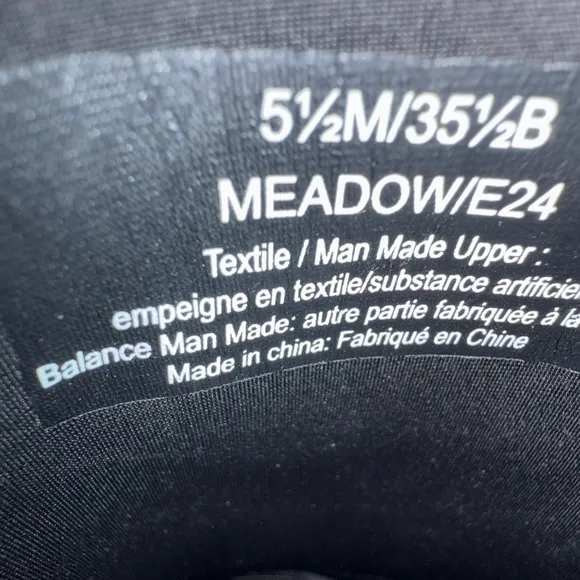 5½M/35½B
MEADOW/E24
Textile / Man Made Upper :
empeigne en textile/substance artificie
Balance Man Made: autre partie fabriquée à la
Made in china: Fabriqué en Chine